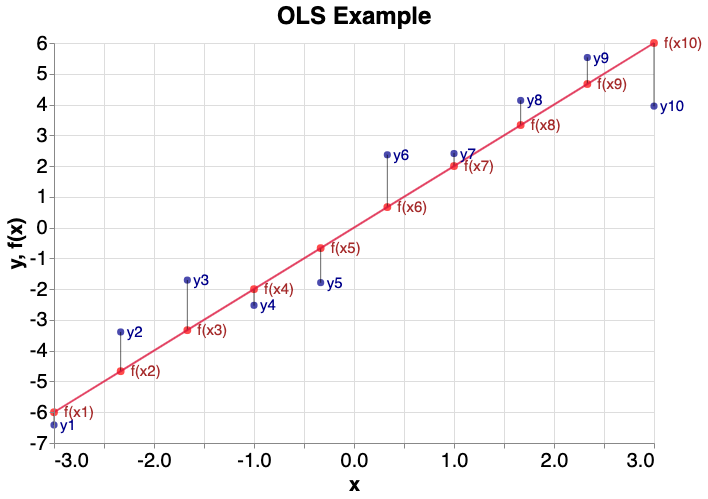 OLS Example
y, f(x)
6
5
4
3
2
1
0
-1
-2
-3
-4
-5
-6
-7
f(x10)
y9
f(x9)
y8
y10
f(x8)
y6
y7
f(x7)
f(x6)
f(x5)
y3
y5
f(x4)
y4
y2
f(x3)
f(x2)
f(x1)
y1
-3.0
-2.0
-1.0
0.0
1.0
2.0
3.0
x